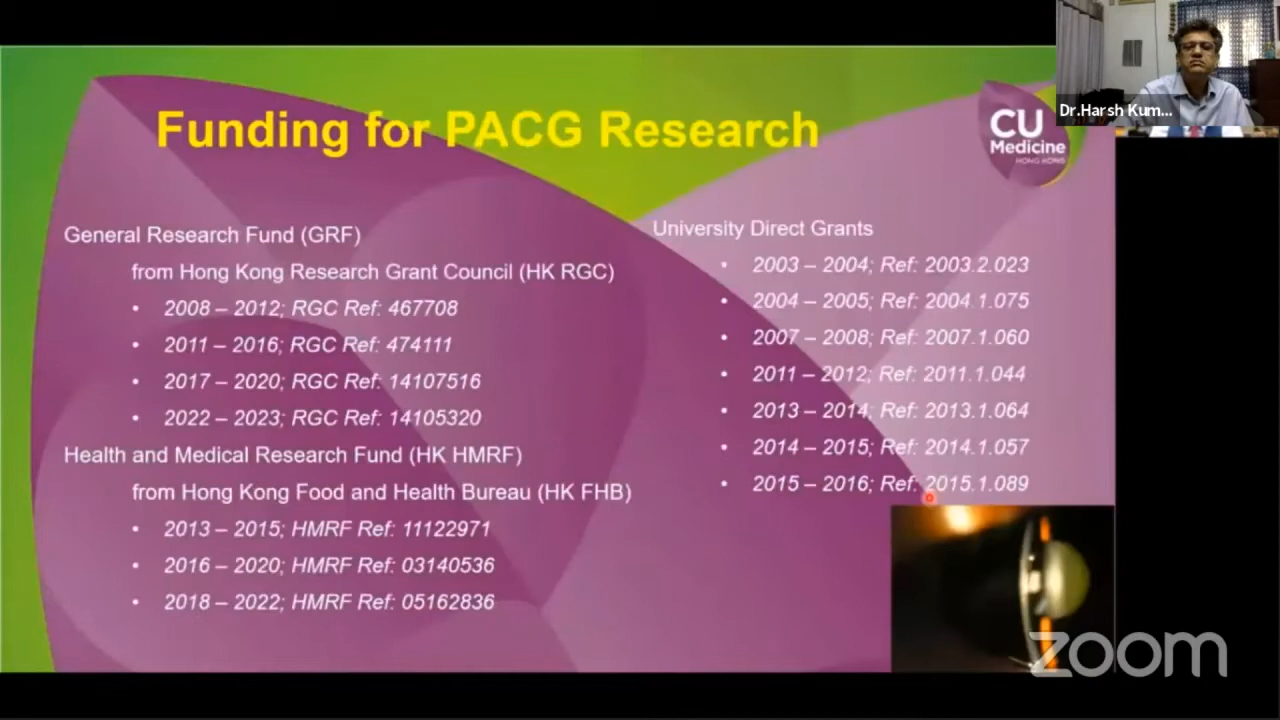 Funding for PACG Research
CU
Medicine
HONG KONG
Dr.Harsh Kum...
General Research Fund (GRF)
from Hong Kong Research Grant Council (HK RGC)
• 2008 – 2012; RGC Ref: 467708
• 2011 – 2016; RGC Ref: 474111
• 2017 – 2020; RGC Ref: 14107516
• 2022 – 2023; RGC Ref: 14105320
Health and Medical Research Fund (HK HMRF)
from Hong Kong Food and Health Bureau (HK FHB)
• 2013 – 2015; HMRF Ref: 11122971
• 2016 – 2020; HMRF Ref: 03140536
• 2018 – 2022; HMRF Ref: 05162836
University Direct Grants
• 2003 – 2004; Ref: 2003.2.023
• 2004 – 2005; Ref: 2004.1.075
• 2007 – 2008; Ref: 2007.1.060
• 2011 – 2012; Ref: 2011.1.044
• 2013 – 2014; Ref: 2013.1.064
• 2014 – 2015; Ref: 2014.1.057
• 2015 – 2016; Ref: 2015.1.089
zoom